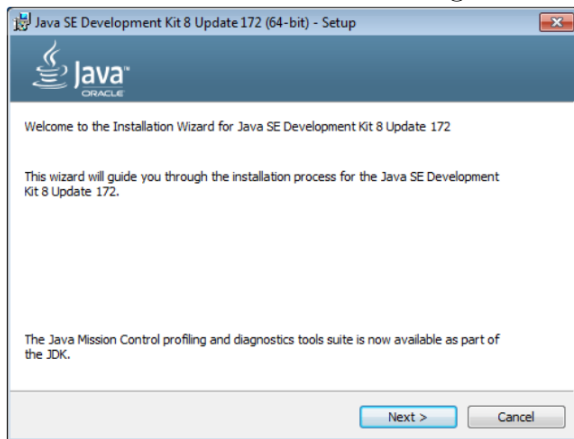 Java SE Development Kit 8 Update 172 (64-bit) - Setup
Java™
ORACLE
Welcome to the Installation Wizard for Java SE Development Kit 8 Update 172
This wizard will guide you through the installation process for the Java SE Development
Kit 8 Update 172.
The Java Mission Control profiling and diagnostics tools suite is now available as part of
the JDK.
Next >
Cancel